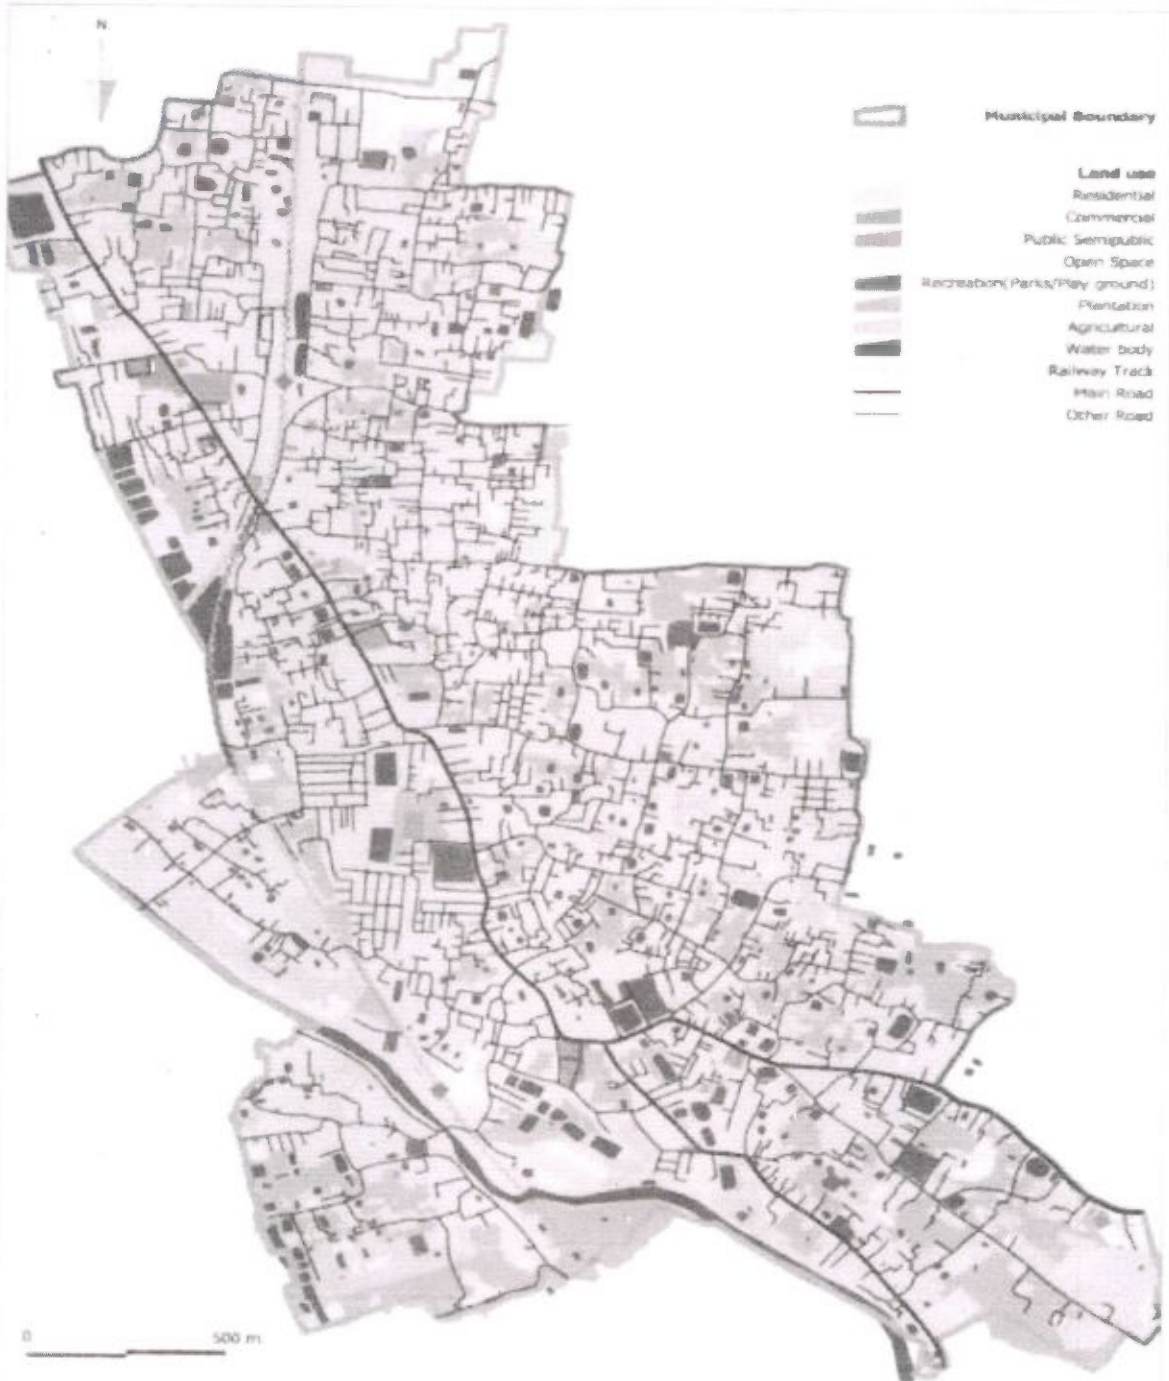 N
Municipal Boundary
Land use
Residential
Commercial
Public Semipublic
Open Space
Recreation(Parks/Play ground)
Plantation
Agricultural
Water body
Railway Track
Main Road
Other Road
0 500 m